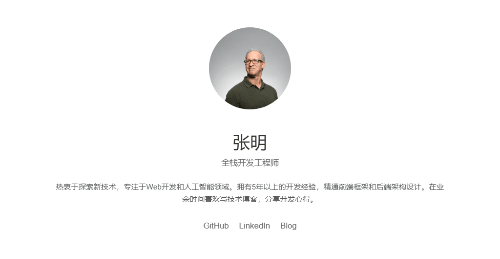 张明
全栈开发工程师
热衷于探索新技术，专注于Web开发和人工智能领域。拥有5年以上的开发经验，精通前端框架和后端架构设计。在业
余时间喜欢写技术博客，分享开发心得。
GitHub LinkedIn Blog